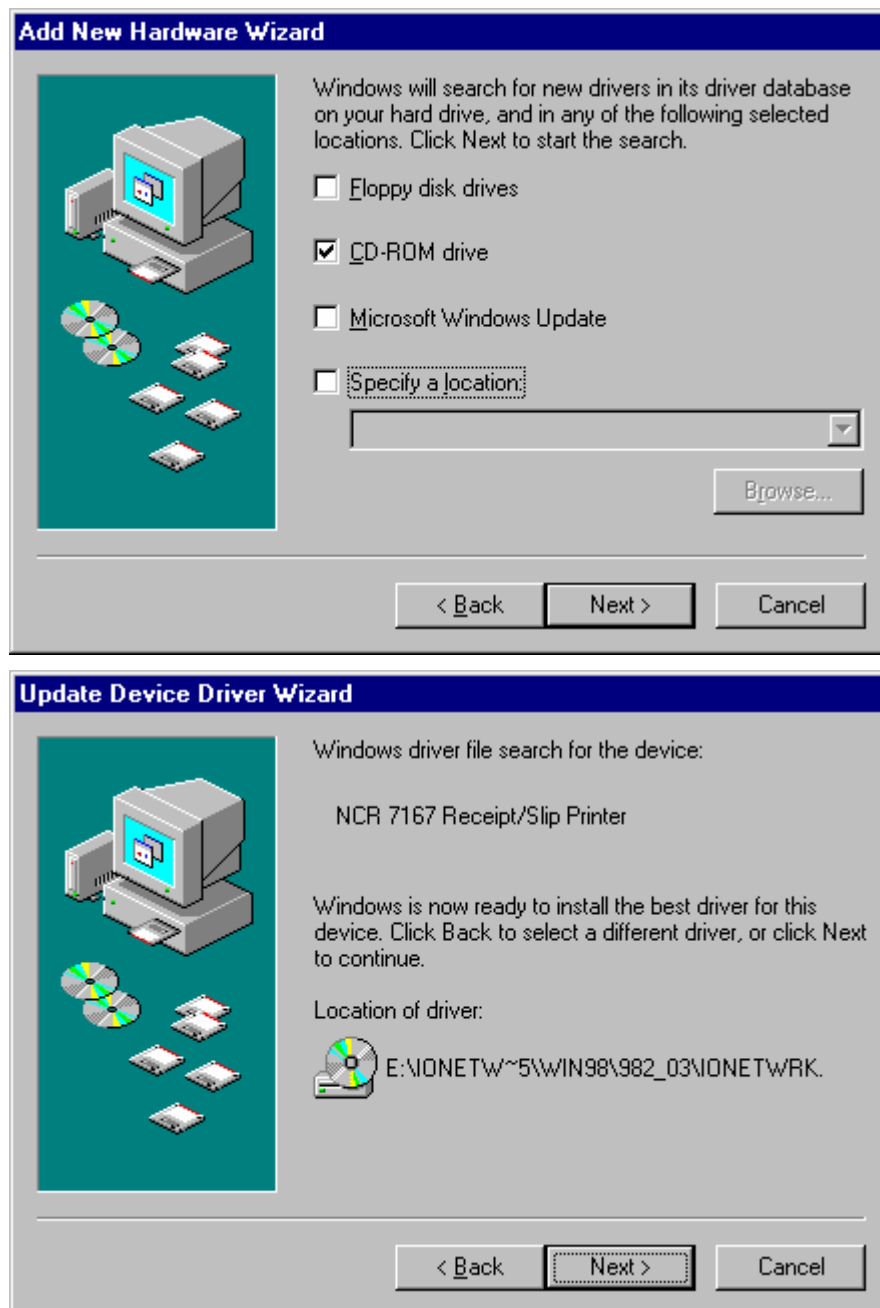 Add New Hardware Wizard
Windows will search for new drivers in its driver database
on your hard drive, and in any of the following selected
locations. Click Next to start the search.
Floppy disk drives
CD-ROM drive
Microsoft Windows Update
Specify a location:
Browse...
< Back Next > Cancel
Update Device Driver Wizard
Windows driver file search for the device:
NCR 7167 Receipt/Slip Printer
Windows is now ready to install the best driver for this
device. Click Back to select a different driver, or click Next
to continue.
Location of driver:
E:\IONETW~5\WIN98\982_03\IONETWRK.
< Back Next > Cancel